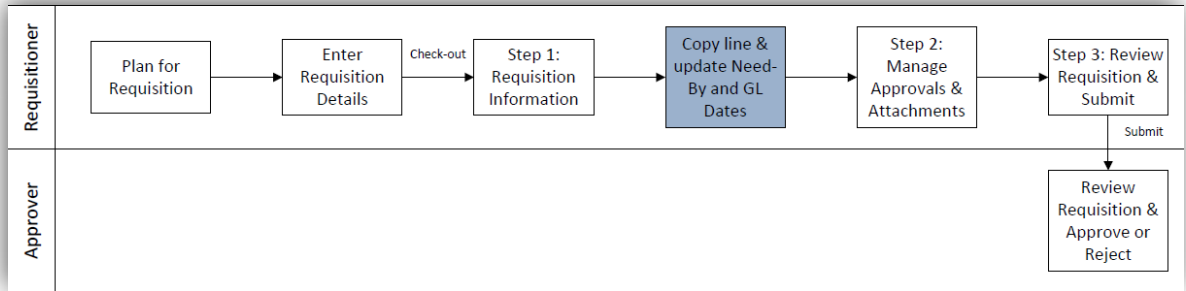 Requisitioner
Plan for
Requisition
Enter
Requisition
Details
Check-out
Step 1:
Requisition
Information
Copy line &
update Need-
By and GL
Dates
Step 2:
Manage
Approvals &
Attachments
Step 3: Review
Requisition &
Submit
Submit
Approver
Review
Requisition &
Approve or
Reject